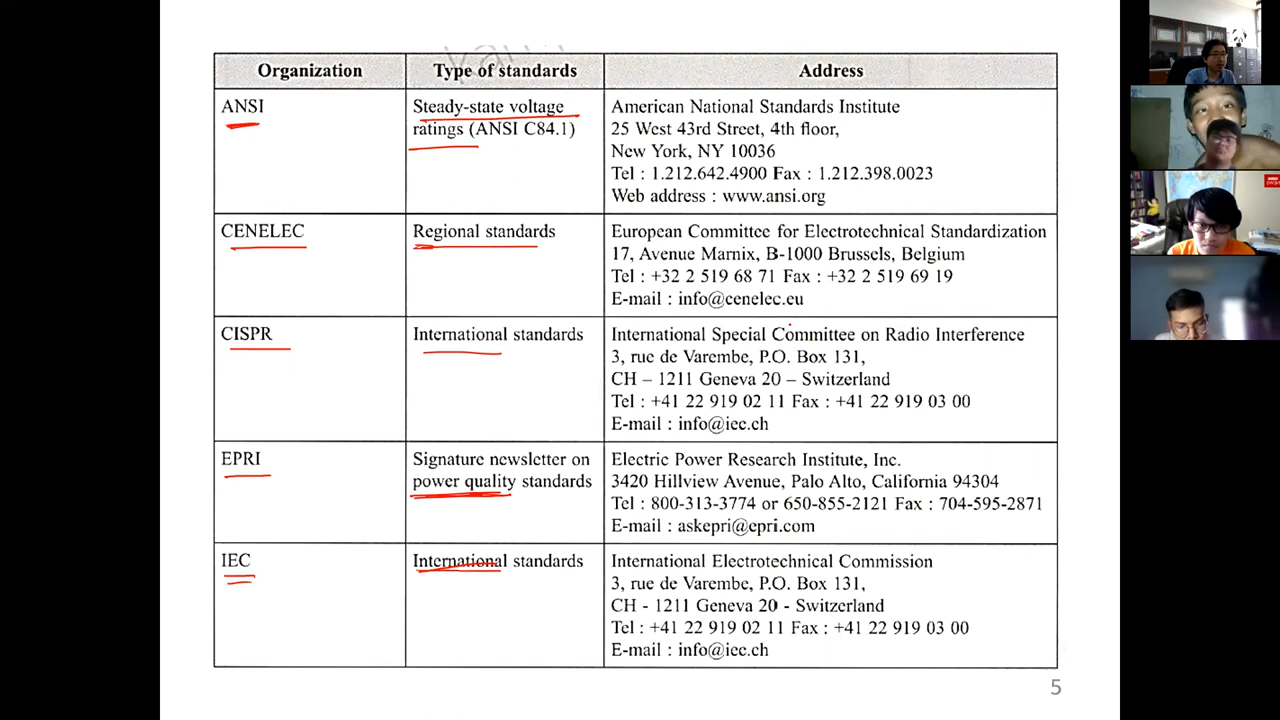 Organization Type of standards Address
ANSI
Steady-state voltage
ratings (ANSI C84.1)
American National Standards Institute
25 West 43rd Street, 4th floor,
New York, NY 10036
Tel : 1.212.642.4900 Fax : 1.212.398.0023
Web address : www.ansi.org
CENELEC
Regional standards
European Committee for Electrotechnical Standardization
17, Avenue Marnix, B-1000 Brussels, Belgium
Tel : +32 2 519 68 71 Fax : +32 2 519 69 19
E-mail : info@cenelec.eu
CISPR
International standards
International Special Committee on Radio Interference
3, rue de Varembe, P.O. Box 131,
CH – 1211 Geneva 20 – Switzerland
Tel : +41 22 919 02 11 Fax : +41 22 919 03 00
E-mail : info@iec.ch
EPRI
Signature newsletter on
power quality standards
Electric Power Research Institute, Inc.
3420 Hillview Avenue, Palo Alto, California 94304
Tel : 800-313-3774 or 650-855-2121 Fax : 704-595-2871
E-mail : askepri@epri.com
IEC
International standards
International Electrotechnical Commission
3, rue de Varembe, P.O. Box 131,
CH - 1211 Geneva 20 - Switzerland
Tel : +41 22 919 02 11 Fax : +41 22 919 03 00
E-mail : info@iec.ch
5